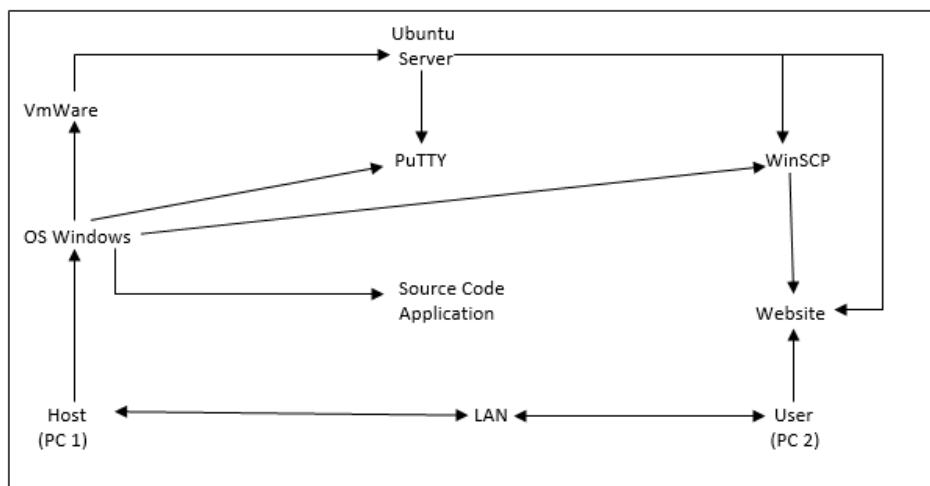 Ubuntu
Server
VmWare
PuTTY
WinSCP
OS Windows
Source Code
Application
Website
Host
(PC 1)
LAN
User
(PC 2)